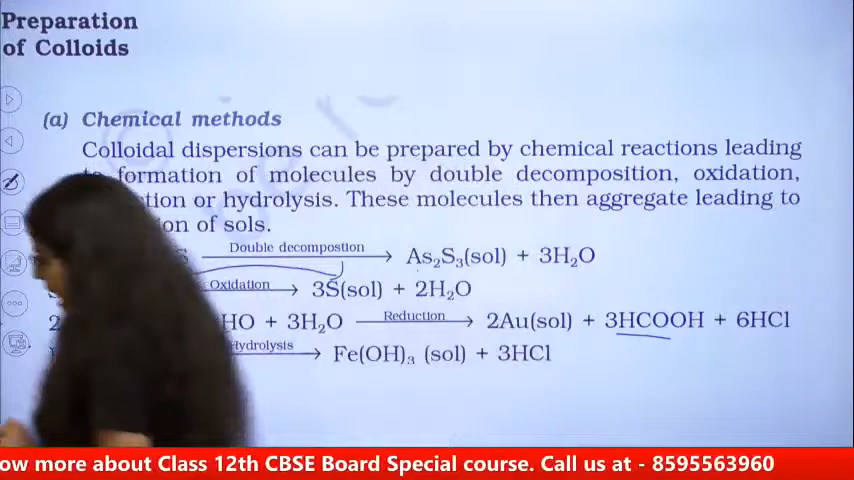 Preparation
of Colloids
(a) Chemical methods
Colloidal dispersions can be prepared by chemical reactions leading
formation of molecules by double decomposition, oxidation,
tion or hydrolysis. These molecules then aggregate leading to
on of sols.
Double decompostion → As₂S₃(sol) + 3H₂O
Oxidation → 3S(sol) + 2H₂O
2 HO + 3H₂O Reduction → 2Au(sol) + 3HCOOH + 6HCl
Hydrolysis → Fe(OH)₃ (sol) + 3HCl
ow more about Class 12th CBSE Board Special course. Call us at - 8595563960